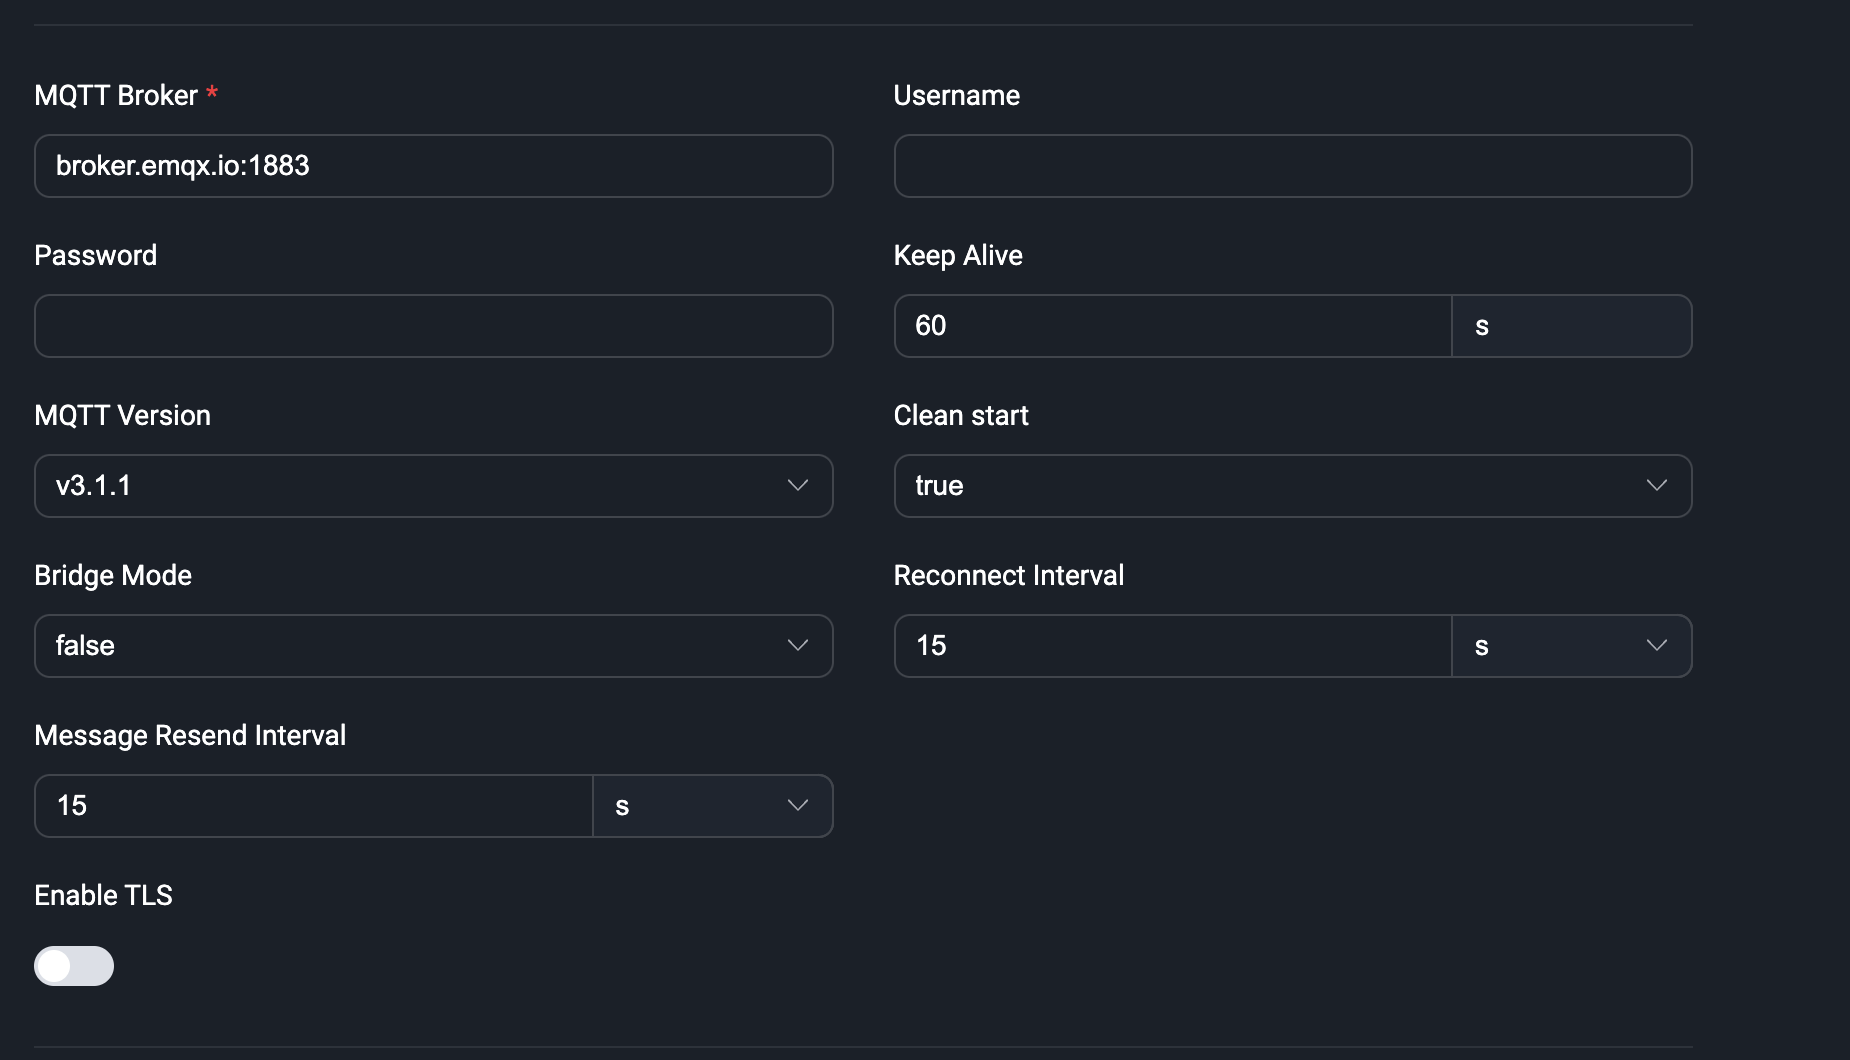 MQTT Broker *
Username
broker.emqx.io:1883
Password
Keep Alive
60
s
MQTT Version
Clean start
v3.1.1
true
Bridge Mode
Reconnect Interval
false
15
s
Message Resend Interval
15
s
Enable TLS